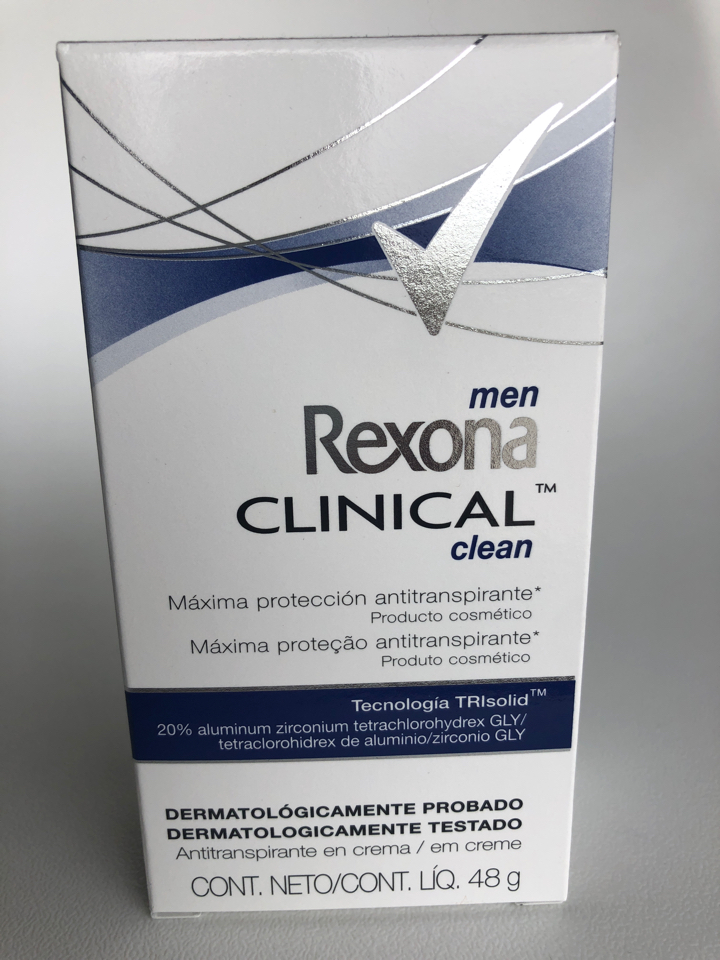 men
Rexona
CLINICAL™
clean
Máxima protección antitranspirante*
Producto cosmético
Máxima proteção antitranspirante*
Produto cosmético
Tecnología TRIsolid™
20% aluminum zirconium tetrachlorohydrex GLY/
tetraclorohidrex de aluminio/zirconio GLY
DERMATOLÓGICAMENTE PROBADO
DERMATOLOGICAMENTE TESTADO
Antitranspirante en crema / em creme
CONT. NETO/CONT. LÍQ. 48 g